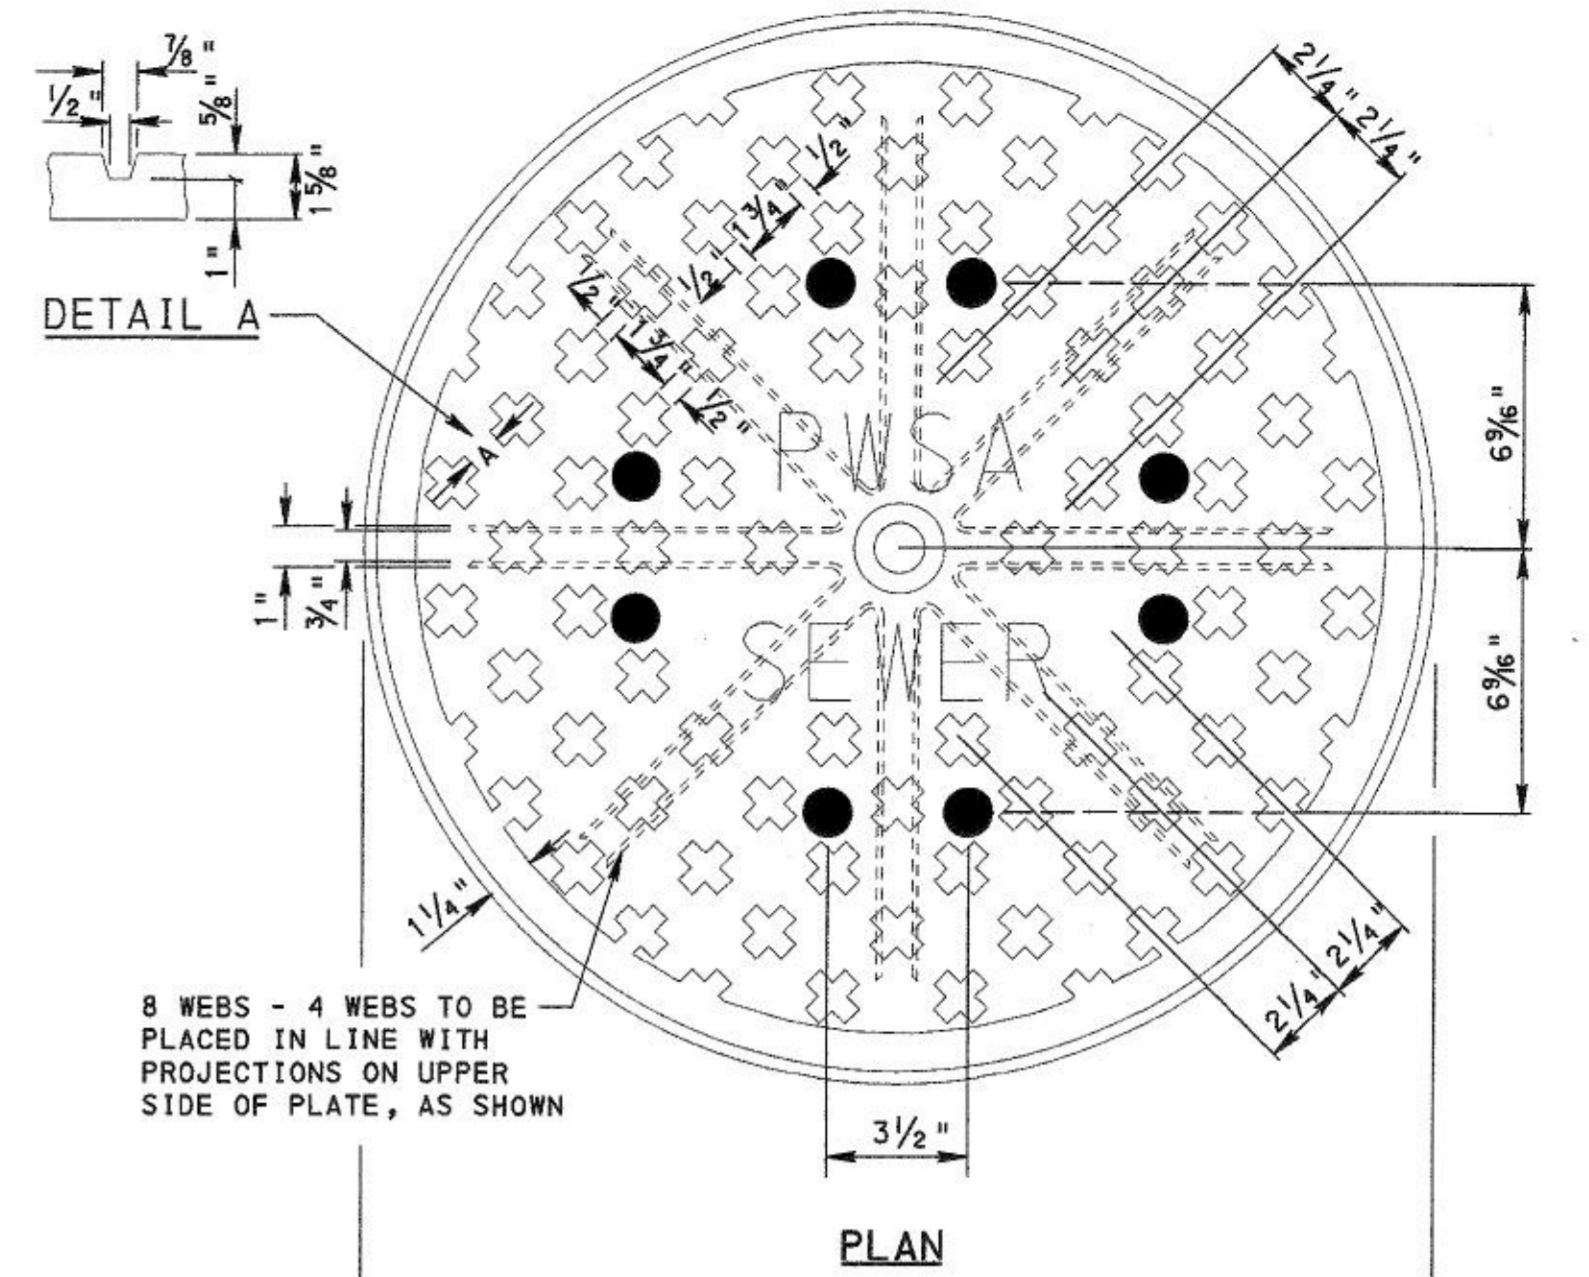 7/8"
1/2"
5/8"
1 5/8"
1"
DETAIL A
2 1/4"
2 1/4"
1/2"
1 3/4"
1/2"
1/2"
1 3/4"
1/2"
A
PWSA
6 9/16"
1"
3/4"
SEWER
6 9/16"
1 1/4"
2 1/4"
2 1/4"
8 WEBS - 4 WEBS TO BE
PLACED IN LINE WITH
PROJECTIONS ON UPPER
SIDE OF PLATE, AS SHOWN
3 1/2"
PLAN